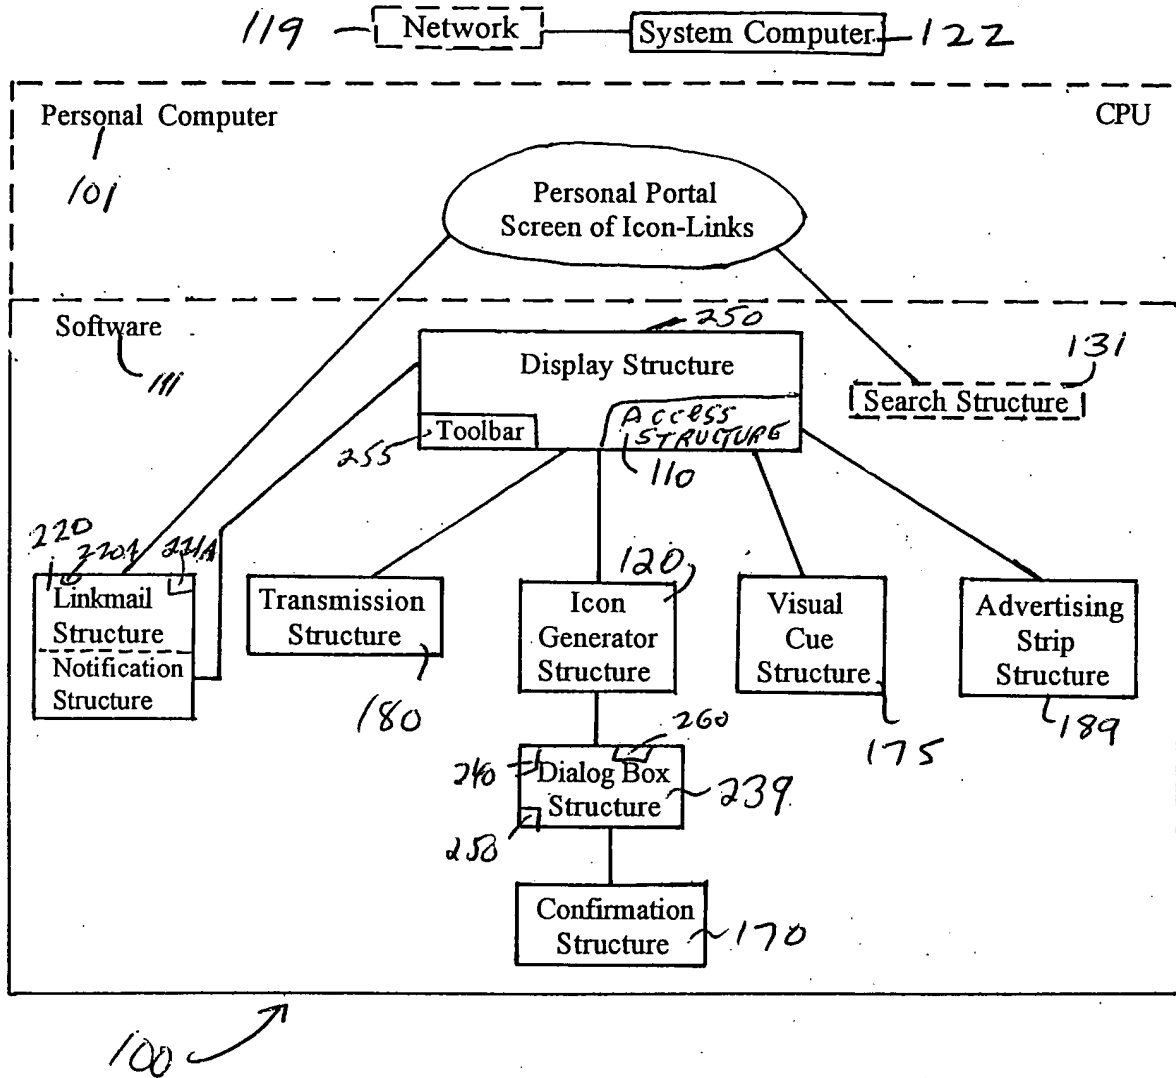 119 Network System Computer 122
Personal Computer CPU
101
Personal Portal
Screen of Icon-Links
Software
111
250
Display Structure
131
Search Structure
Toolbar
255
Access
STRUCTURE
110
220
221A
Linkmail
Structure
Notification
Structure
Transmission
Structure
180
120
Icon
Generator
Structure
Visual
Cue
Structure
175
Advertising
Strip
Structure
189
260
240
Dialog Box
Structure
239
250
Confirmation
Structure
170
100